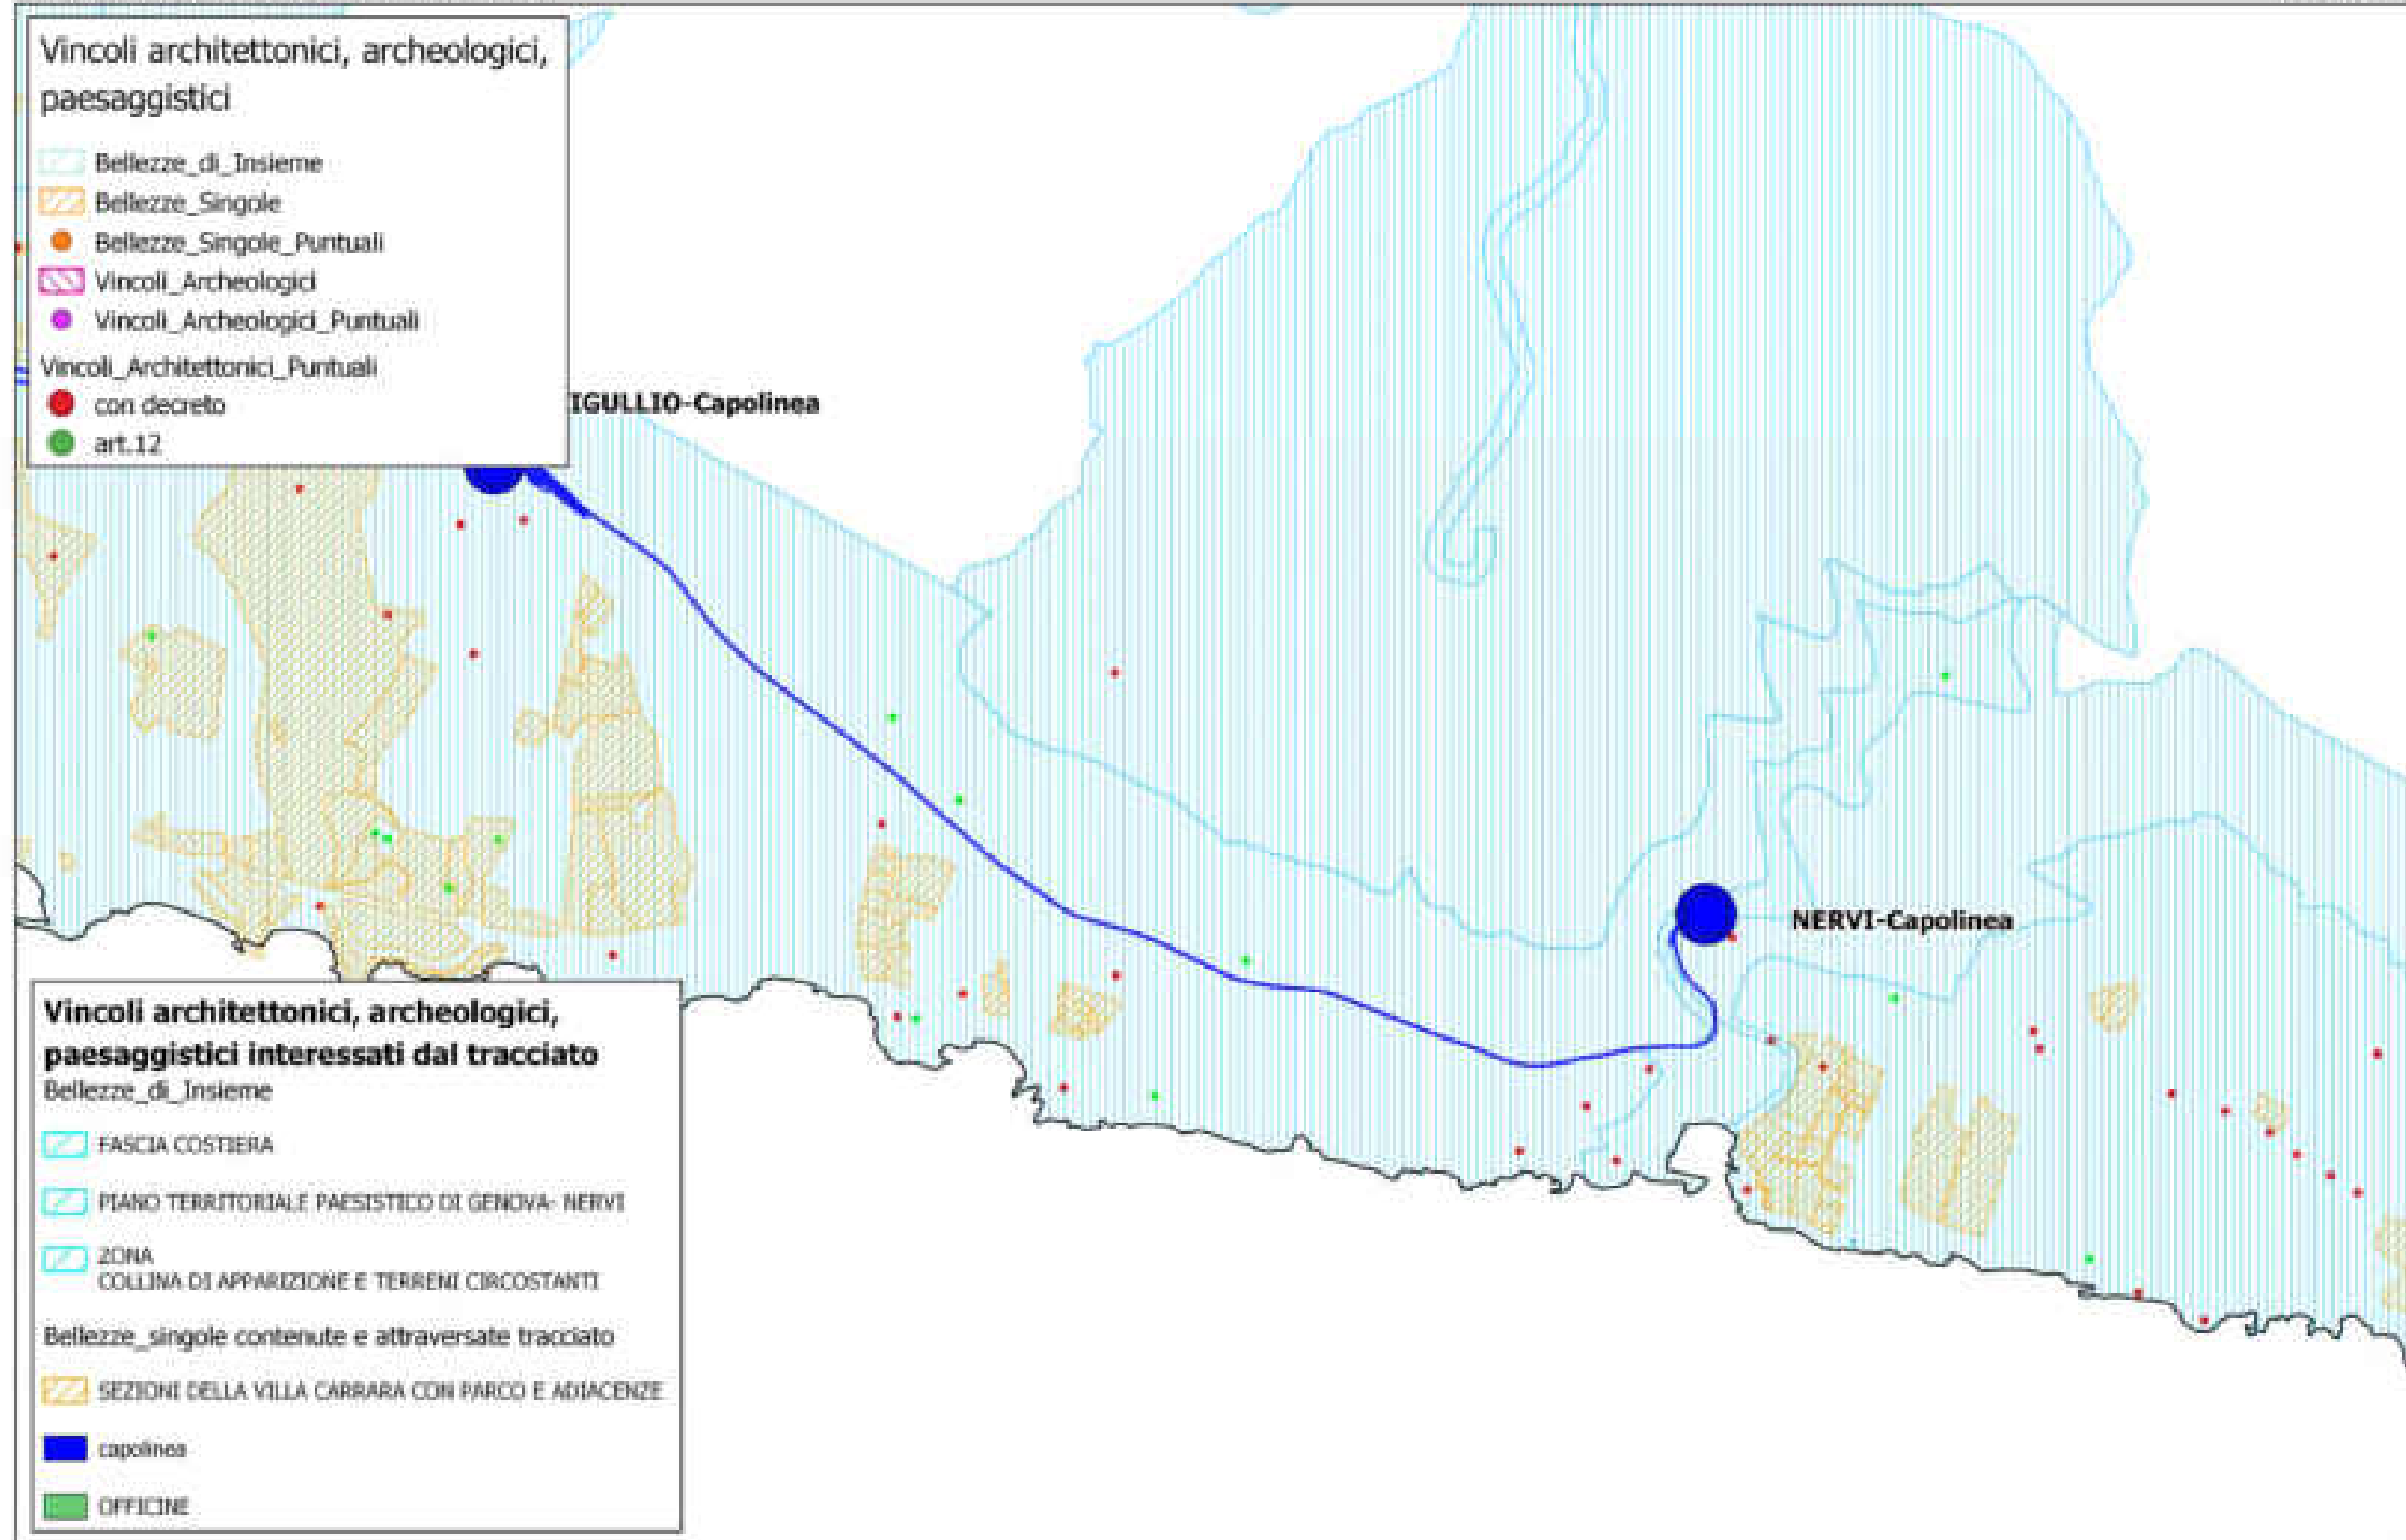 Vincoli architettonici, archeologici,
paesaggistici
Bellezze_di_Insieme
Bellezze_Singole
Bellezze_Singole_Puntuali
Vincoli_Archeologici
Vincoli_Archeologici_Puntuali
Vincoli_Architettonici_Puntuali
con decreto
art.12
IGULLIO-Capolinea
NERVI-Capolinea
Vincoli architettonici, archeologici,
paesaggistici interessati dal tracciato
Bellezze_di_Insieme
FASCIA COSTIERA
PIANO TERRITORIALE PAESISTICO DI GENOVA- NERVI
ZONA
COLLINA DI APPARIZIONE E TERRENI CIRCOSTANTI
Bellezze_singole contenute e attraversate tracciato
SEZIONI DELLA VILLA CARRARA CON PARCO E ADIACENZE
capolinea
OFFICINE